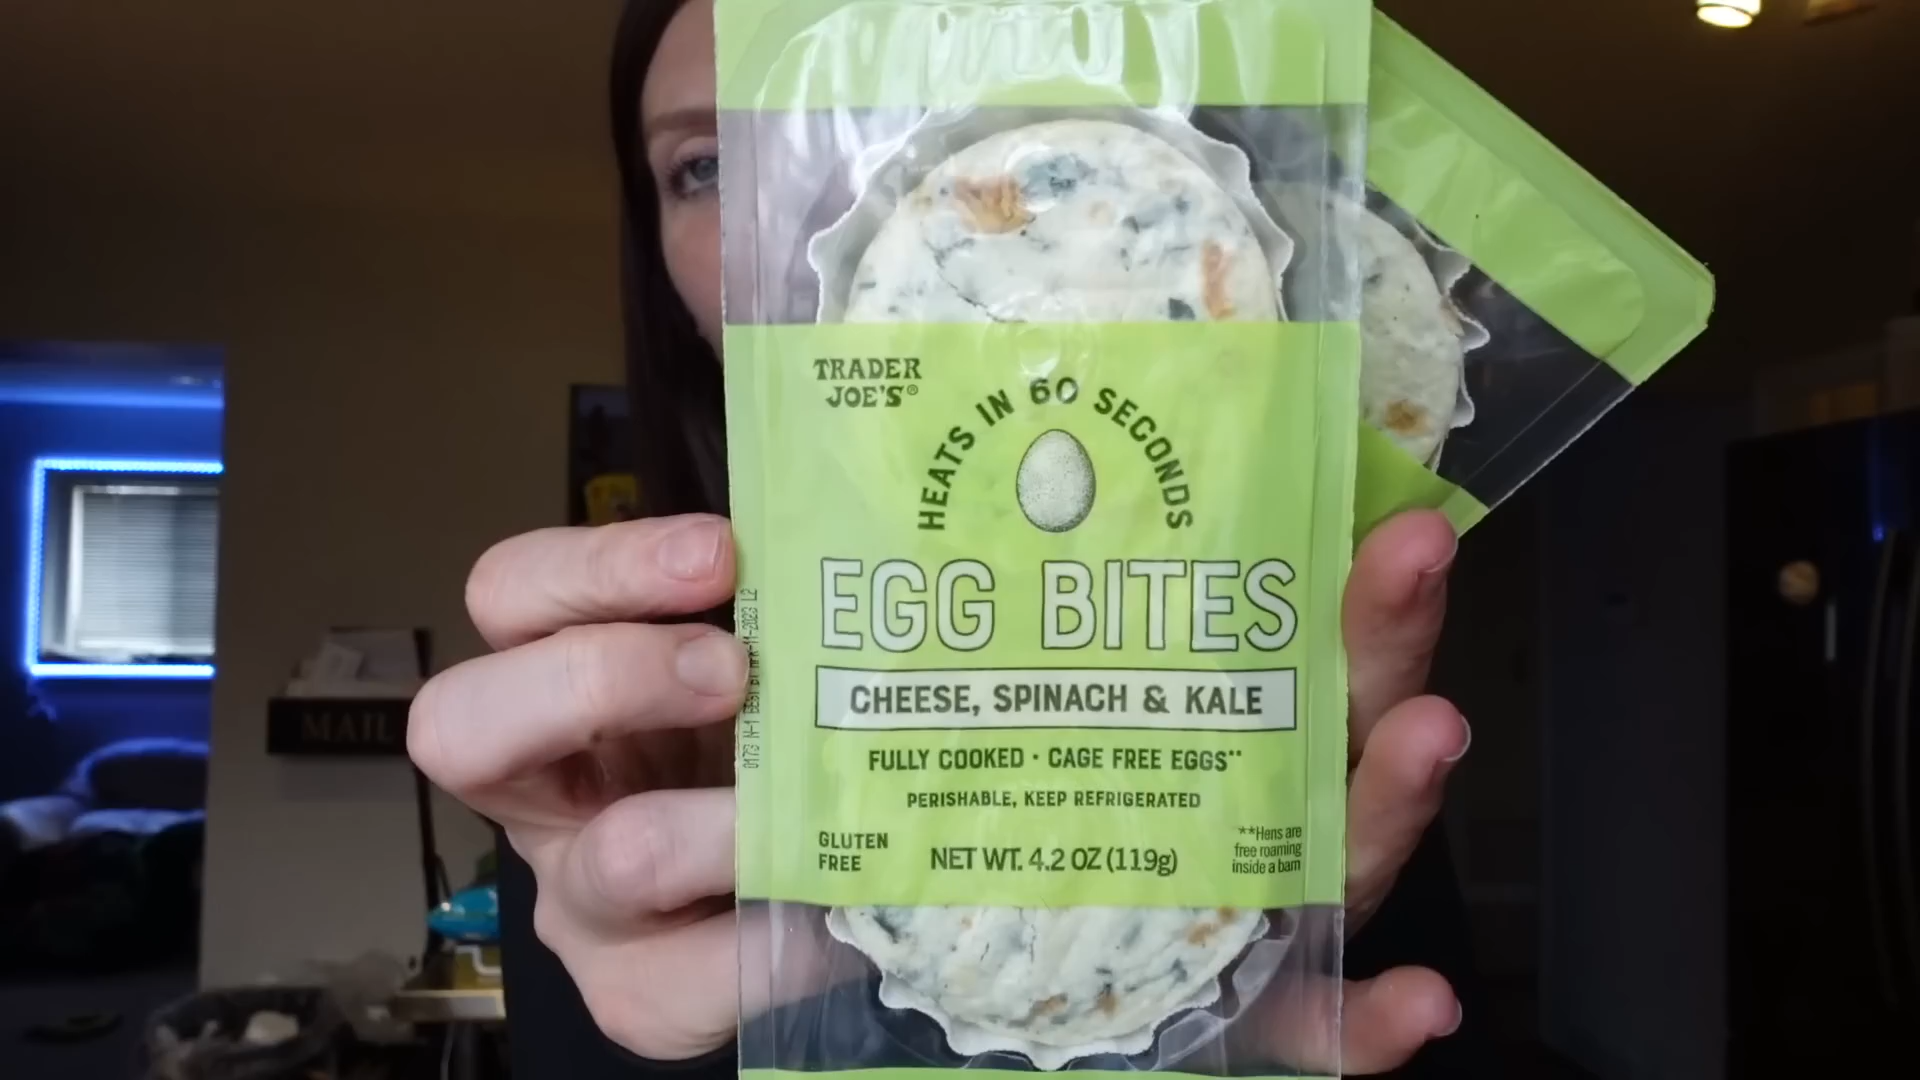 TRADER
JOE'S®
HEATS IN 60 SECONDS
EGG BITES
CHEESE, SPINACH & KALE
FULLY COOKED · CAGE FREE EGGS**
PERISHABLE, KEEP REFRIGERATED
GLUTEN
FREE
NET WT. 4.2 OZ (119g)
**Hens are
free roaming
inside a barn
MAIL